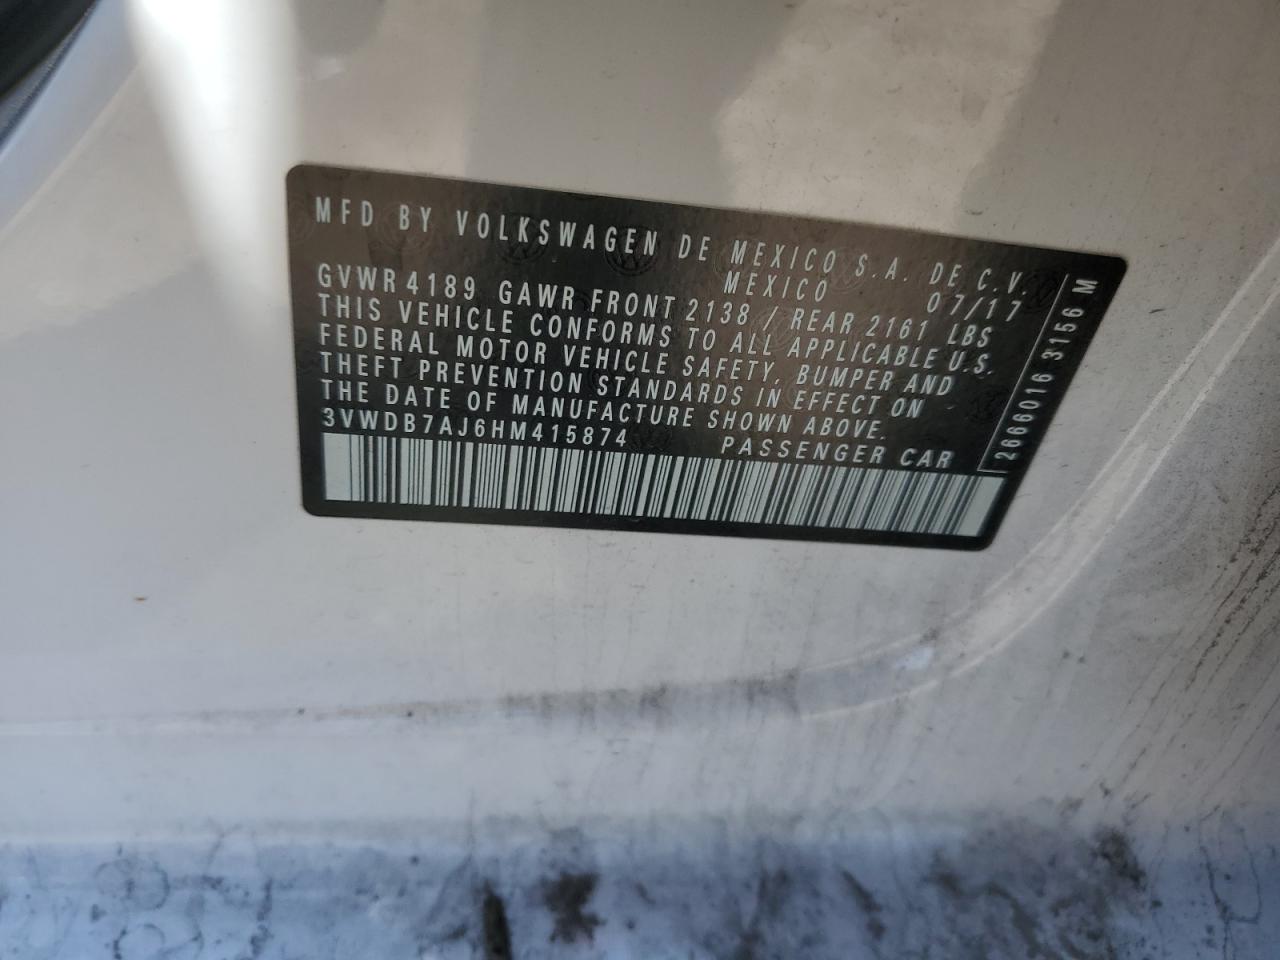 MFD BY VOLKSWAGEN DE MEXICO S.A. DE C.V.
MEXICO 07/17
GVWR 4189 GAWR FRONT 2138 / REAR 2161 LBS
THIS VEHICLE CONFORMS TO ALL APPLICABLE U.S.
FEDERAL MOTOR VEHICLE SAFETY, BUMPER AND
THEFT PREVENTION STANDARDS IN EFFECT ON
THE DATE OF MANUFACTURE SHOWN ABOVE.
3VWDB7AJ6HM415874 PASSENGER CAR
2666016 3156 M